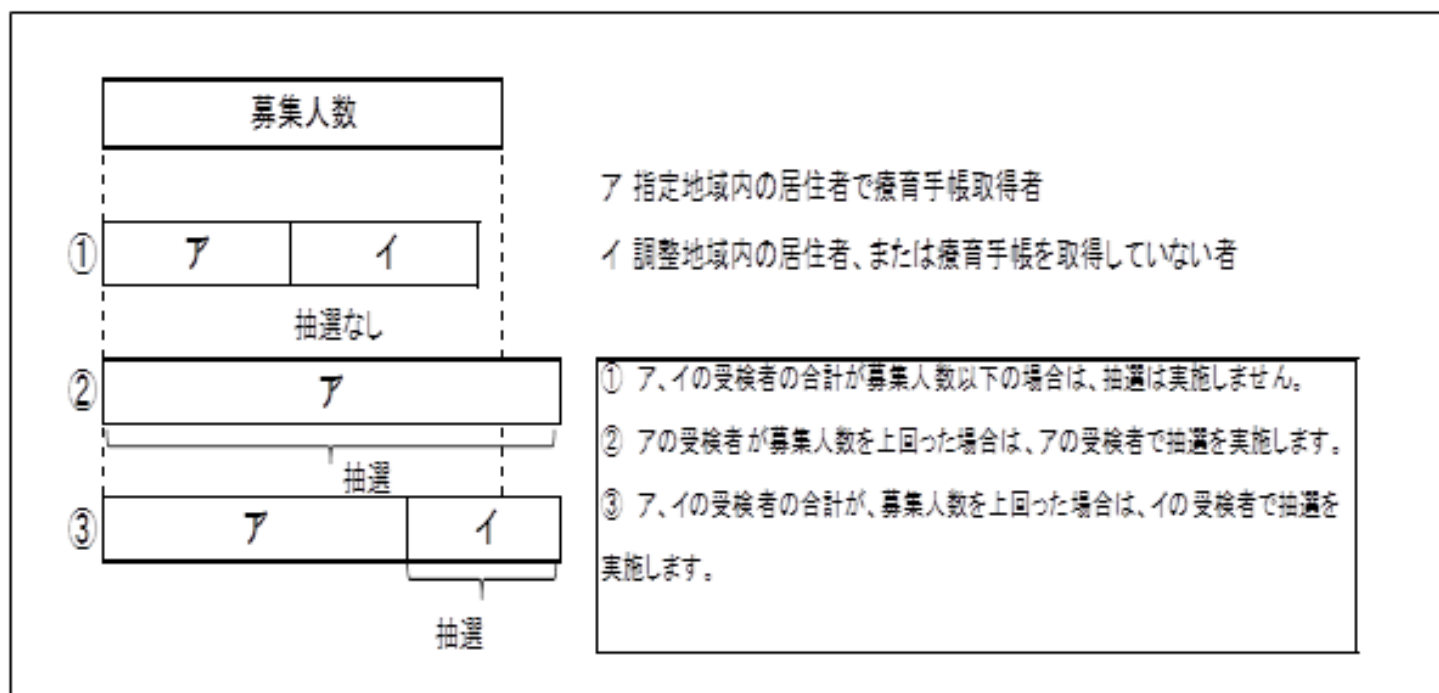 募集人数
ア 指定地域内の居住者で療育手帳取得者
イ 調整地域内の居住者、または療育手帳を取得していない者
① ア イ
抽選なし
② ア
抽選
③ ア イ
抽選
① ア、イの受検者の合計が募集人数以下の場合は、抽選は実施しません。
② アの受検者が募集人数を上回った場合は、アの受検者で抽選を実施します。
③ ア、イの受検者の合計が、募集人数を上回った場合は、イの受検者で抽選を
実施します。